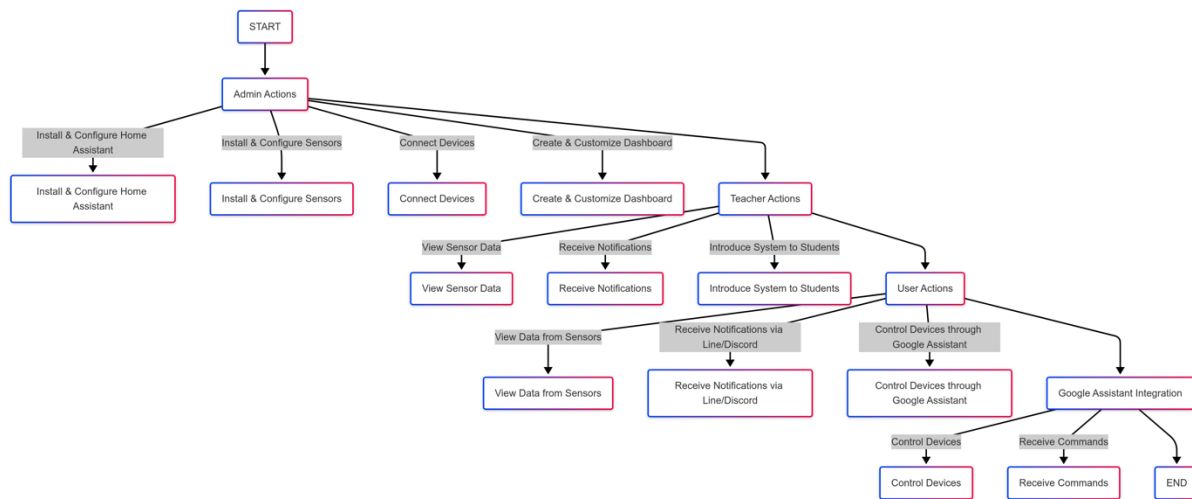 START
Admin Actions
Install & Configure Home
Assistant
Install & Configure Sensors
Connect Devices
Create & Customize Dashboard
Install & Configure Home
Assistant
Install & Configure Sensors
Connect Devices
Create & Customize Dashboard
Teacher Actions
View Sensor Data
Receive Notifications
Introduce System to Students
View Sensor Data
Receive Notifications
Introduce System to Students
User Actions
View Data from Sensors
Receive Notifications via
Line/Discord
Control Devices through
Google Assistant
View Data from Sensors
Receive Notifications via
Line/Discord
Control Devices through
Google Assistant
Google Assistant Integration
Control Devices
Receive Commands
Control Devices
Receive Commands
END